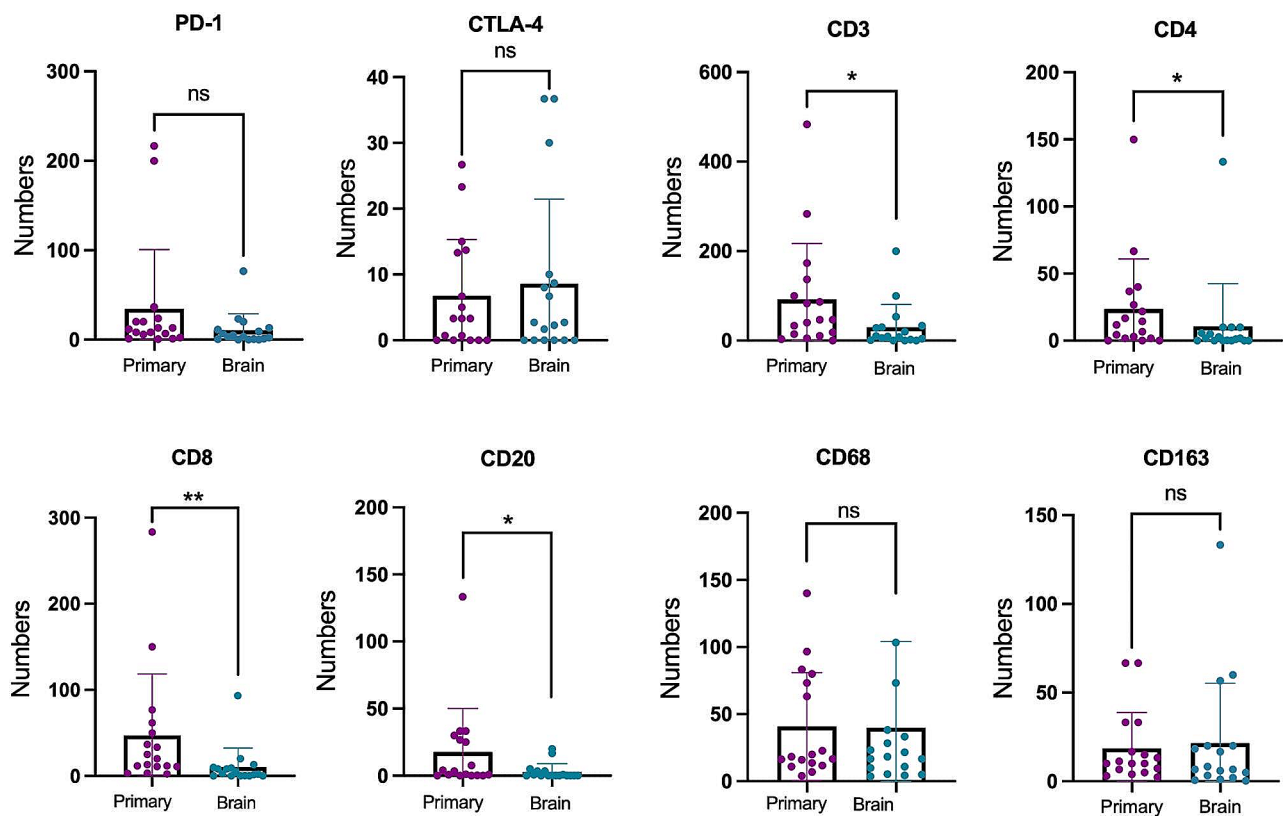 PD-1
CTLA-4
CD3
CD4
ns
ns
*
*
Numbers
300
200
100
0
Primary
Brain
Numbers
40
30
20
10
0
Primary
Brain
Numbers
600
400
200
0
Primary
Brain
Numbers
200
150
100
50
0
Primary
Brain
CD8
CD20
CD68
CD163
**
*
ns
ns
Numbers
300
200
100
0
Primary
Brain
Numbers
200
150
100
50
0
Primary
Brain
Numbers
200
150
100
50
0
Primary
Brain
Numbers
150
100
50
0
Primary
Brain